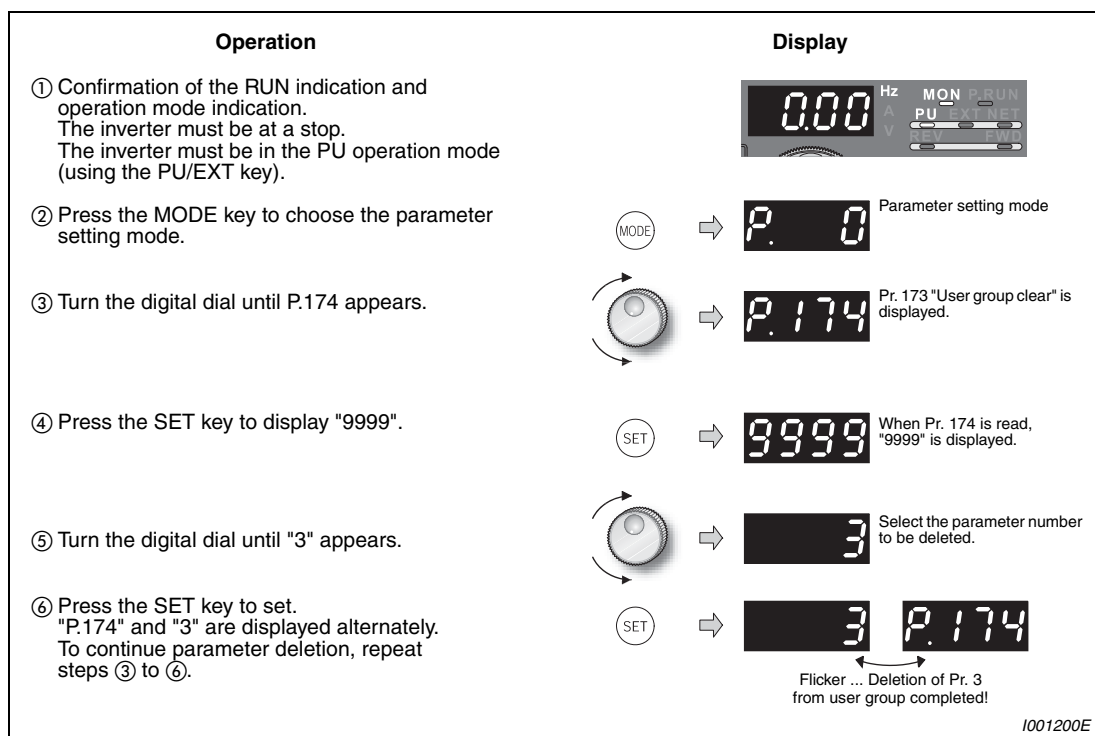 Operation
Display
① Confirmation of the RUN indication and
operation mode indication.
The inverter must be at a stop.
The inverter must be in the PU operation mode
(using the PU/EXT key).
0.00
Hz
A
V
MON P.RUN
PU EXT NET
REV FWD
② Press the MODE key to choose the parameter
setting mode.
MODE
P. 0
Parameter setting mode
③ Turn the digital dial until P.174 appears.
P.174
Pr. 173 "User group clear" is
displayed.
④ Press the SET key to display "9999".
SET
9999
When Pr. 174 is read,
"9999" is displayed.
⑤ Turn the digital dial until "3" appears.
3
Select the parameter number
to be deleted.
⑥ Press the SET key to set.
"P.174" and "3" are displayed alternately.
To continue parameter deletion, repeat
steps ③ to ⑥.
SET
3 P.174
Flicker ... Deletion of Pr. 3
from user group completed!
I001200E